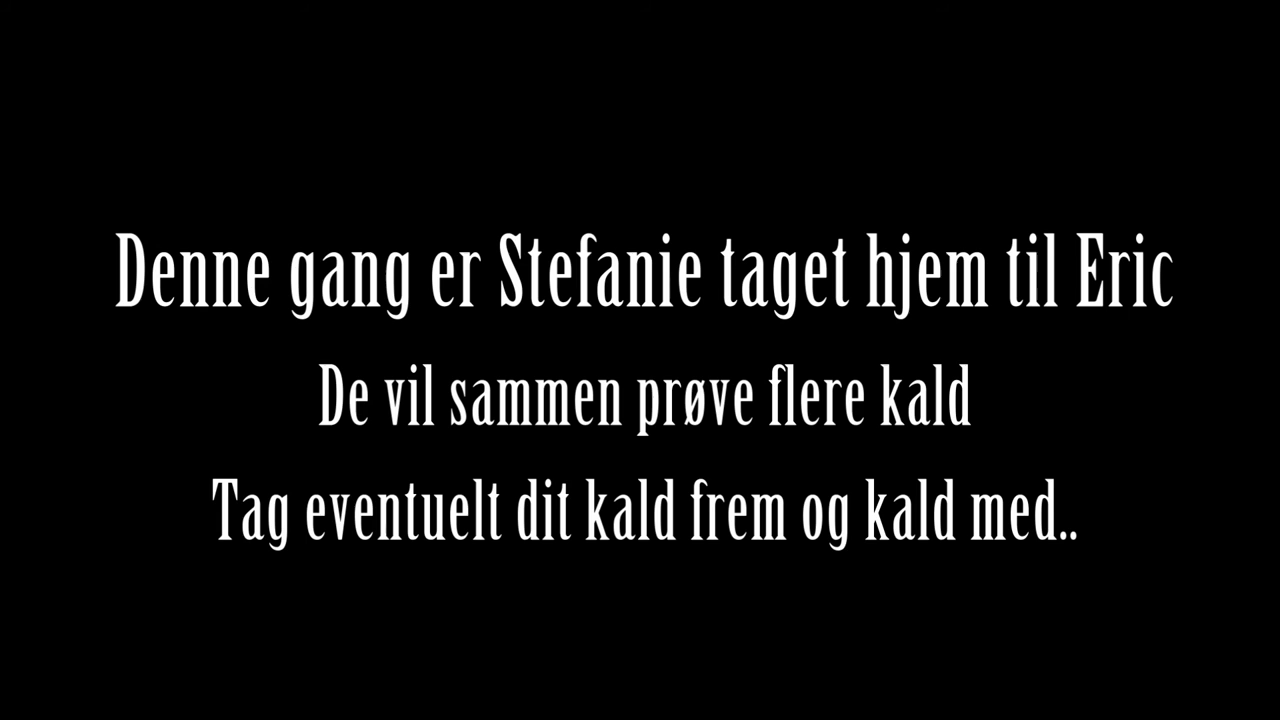 Denne gang er Stefanie taget hjem til Eric
De vil sammen prøve flere kald
Tag eventuelt dit kald frem og kald med..